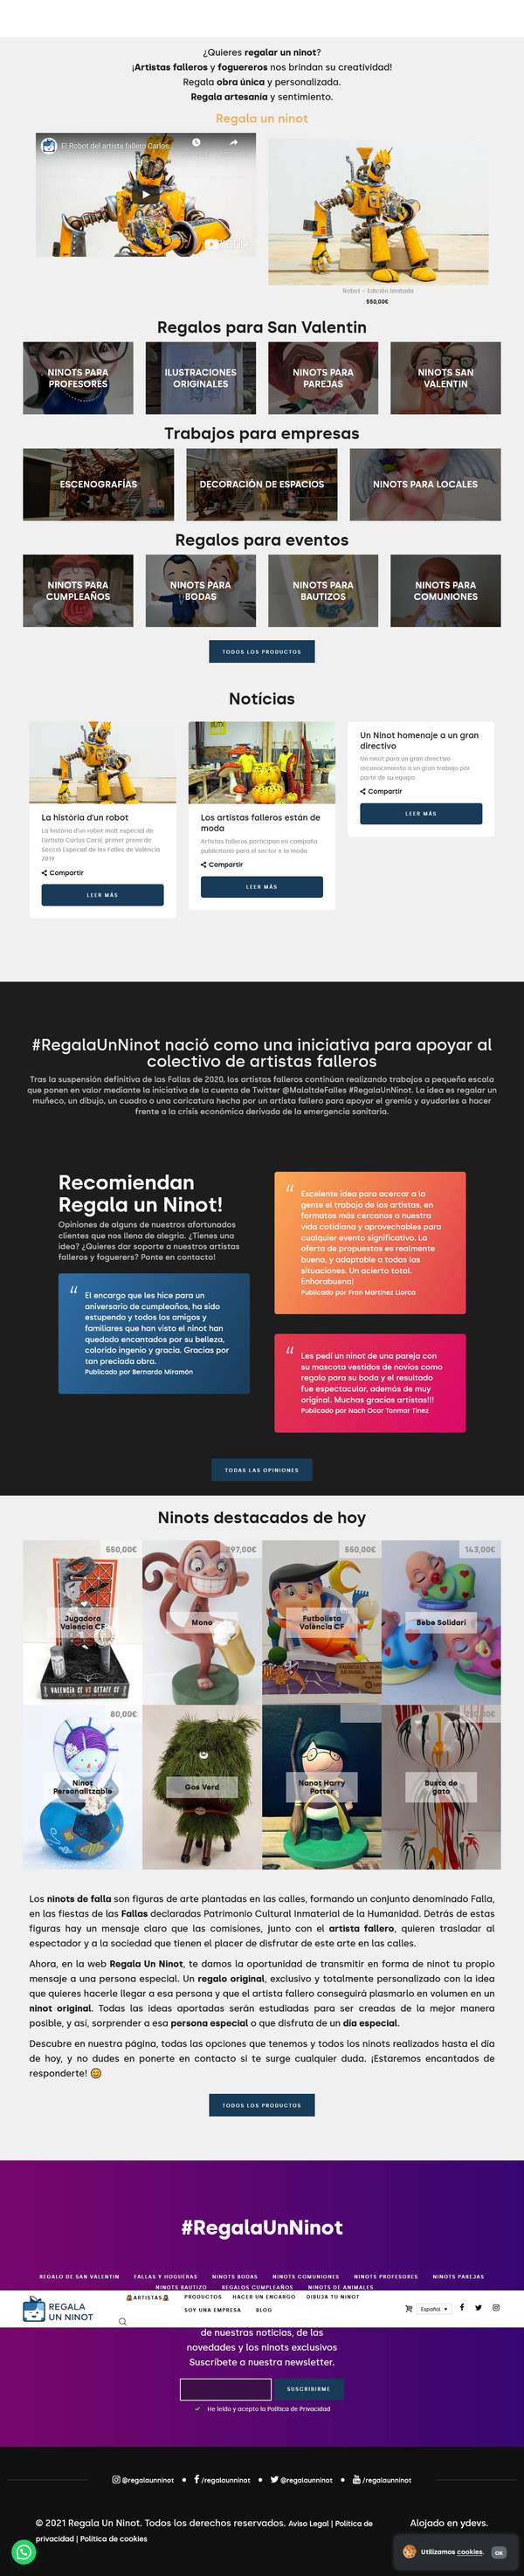 ¿Quieres regalar un ninot?
¡Artistas falleros y foguereros nos brindan su creatividad!
Regala obra única y personalizada.
Regala artesanía y sentimiento.
Regala un ninot
El Robot del artista fallero Carlos
Robot – Edición limitada
550,00€
Regalos para San Valentin
NINOTS PARA
PROFESORES
ILUSTRACIONES
ORIGINALES
NINOTS PARA
PAREJAS
NINOTS SAN
VALENTIN
Trabajos para empresas
ESCENOGRAFÍAS
DECORACIÓN DE ESPACIOS
NINOTS PARA LOCALES
Regalos para eventos
NINOTS PARA
CUMPLEAÑOS
NINOTS PARA
BODAS
NINOTS PARA
BAUTIZOS
NINOTS PARA
COMUNIONES
TODOS LOS PRODUCTOS
Notícias
La història d'un robot
La història d'un robot molt especial de
l'artista Carlos Carsí, primer premi de
Secció Especial de les Falles de València
2019
Compartir
LEER MÁS
Los artistas falleros están de
moda
Artistas falleros participan en campaña
publicitaria para el sector e la moda
Compartir
LEER MÁS
Un Ninot homenaje a un gran
directivo
Un ninot para un gran directivo
reconocimiento a un gran trabajo por
parte de su equipo
Compartir
LEER MÁS
#RegalaUnNinot nació como una iniciativa para apoyar al
colectivo de artistas falleros
Tras la suspensión definitiva de las Fallas de 2020, los artistas falleros continúan realizando trabajos a pequeña escala
que ponen en valor mediante la iniciativa de la cuenta de Twitter @MalaltdeFalles #RegalaUnNinot. La idea es regalar un
muñeco, un dibujo, un cuadro o una caricatura hecha por un artista fallero para apoyar el gremio y ayudarles a hacer
frente a la crisis económica derivada de la emergencia sanitaria.
Recomiendan
Regala un Ninot!
Opiniones de algunos de nuestros afortunados
clientes que nos llena de alegria. ¿Tienes una
idea? ¿Quieres dar soporte a nuestros artistas
falleros y foguerers? Ponte en contacto!
El encargo que les hice para un
aniversario de cumpleaños, ha sido
estupendo y todos los amigos y
familiares que han visto el ninot han
quedado encantados por su belleza,
colorido ingenio y gracia. Gracias por
tan preciada obra.
Publicado por Bernardo Miramón
Excelente idea para acercar a la
gente el trabajo de los artistas, en
formatos más cercanos a nuestra
vida cotidiana y aprovechables para
cualquier evento significativo. La
oferta de propuestas es realmente
buena, y adaptable a todas las
situaciones. Un acierto total.
Enhorabuena!
Publicado por Fran Martínez Llorca
Les pedí un ninot de una pareja con
su mascota vestidos de novios como
regalo para su boda y el resultado
fue espectacular, además de muy
original. Muchas gracias artistas!!!
Publicado por Nach Ocor Tonmar Tinez
TODAS LAS OPINIONES
Ninots destacados de hoy
550,00€
Jugadora
Valencia CF
VALENCIA CF VS GETAFE CF
397,00€
Mono
550,00€
Futbolista
València CF
143,00€
Bebe Solidari
80,00€
Ninot
Personalitzable
Gos Verd
Nanot Harry
Potter
Busto de
gato
Los ninots de falla son figuras de arte plantadas en las calles, formando un conjunto denominado Falla,
en las fiestas de las Fallas declaradas Patrimonio Cultural Inmaterial de la Humanidad. Detrás de estas
figuras hay un mensaje claro que las comisiones, junto con el artista fallero, quieren trasladar al
espectador y a la sociedad que tienen el placer de disfrutar de este arte en las calles.
Ahora, en la web Regala Un Ninot, te damos la oportunidad de transmitir en forma de ninot tu propio
mensaje a una persona especial. Un regalo original, exclusivo y totalmente personalizado con la idea
que quieres hacerle llegar a esa persona y que el artista fallero conseguirá plasmarlo en volumen en un
ninot original. Todas las ideas aportadas serán estudiadas para ser creadas de la mejor manera
posible, y así, sorprender a esa persona especial o que disfruta de un día especial.
Descubre en nuestra página, todas las opciones que tenemos y todos los ninots realizados hasta el día
de hoy, y no dudes en ponerte en contacto si te surge cualquier duda. ¡Estaremos encantados de
responderte! 😊
TODOS LOS PRODUCTOS
#RegalaUnNinot
REGALO DE SAN VALENTIN FALLAS Y HOGUERAS NINOTS BODAS NINOTS COMUNIONES NINOTS PROFESORES NINOTS PAREJAS
NINOTS BAUTIZO REGALOS CUMPLEAÑOS NINOTS DE ANIMALES
REGALA
UN NINOT
ARTISTAS PRODUCTOS HACER UN ENCARGO DIBUJA TU NINOT
SOY UNA EMPRESA BLOG
Español
de nuestras noticias, de las
novedades y los ninots exclusivos
Suscríbete a nuestra newsletter.
SUSCRIBIRME
He leído y acepto la Política de Privacidad
@regalaunninot • /regalaunninot • @regalaunninot • /regalaunninot
© 2021 Regala Un Ninot. Todos los derechos reservados. Aviso Legal | Política de
privacidad | Política de cookies
Alojado en ydevs.
Utilizamos cookies. OK